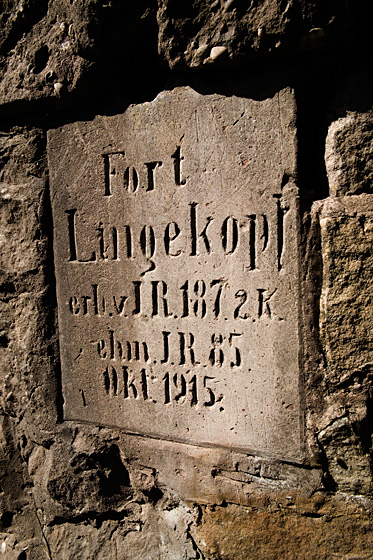 Fort
Lingekopf
erb. v. J.R. 187 2. K.
ehm. J.R. 85
Okt. 1915.